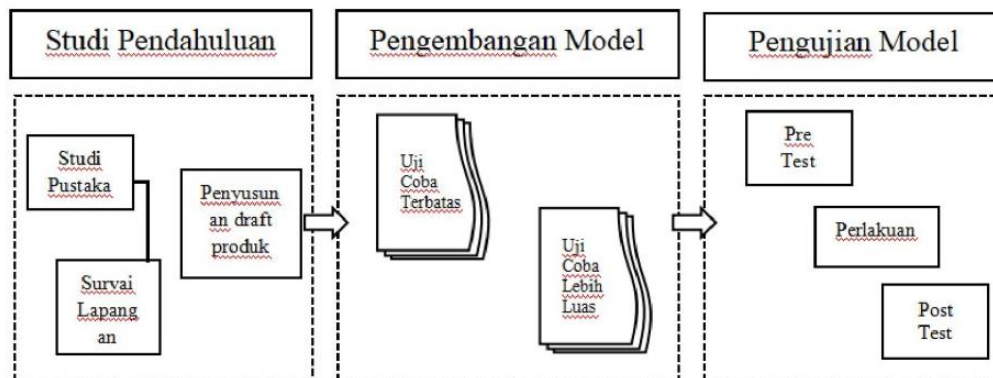 Studi Pendahuluan
Pengembangan Model
Pengujian Model
Studi
Pustaka
Survai
Lapang
an
Penyusun
an draft
produk
Uji
Coba
Terbatas
Uji
Coba
Lebih
Luas
Pre
Test
Perlakuan
Post
Test